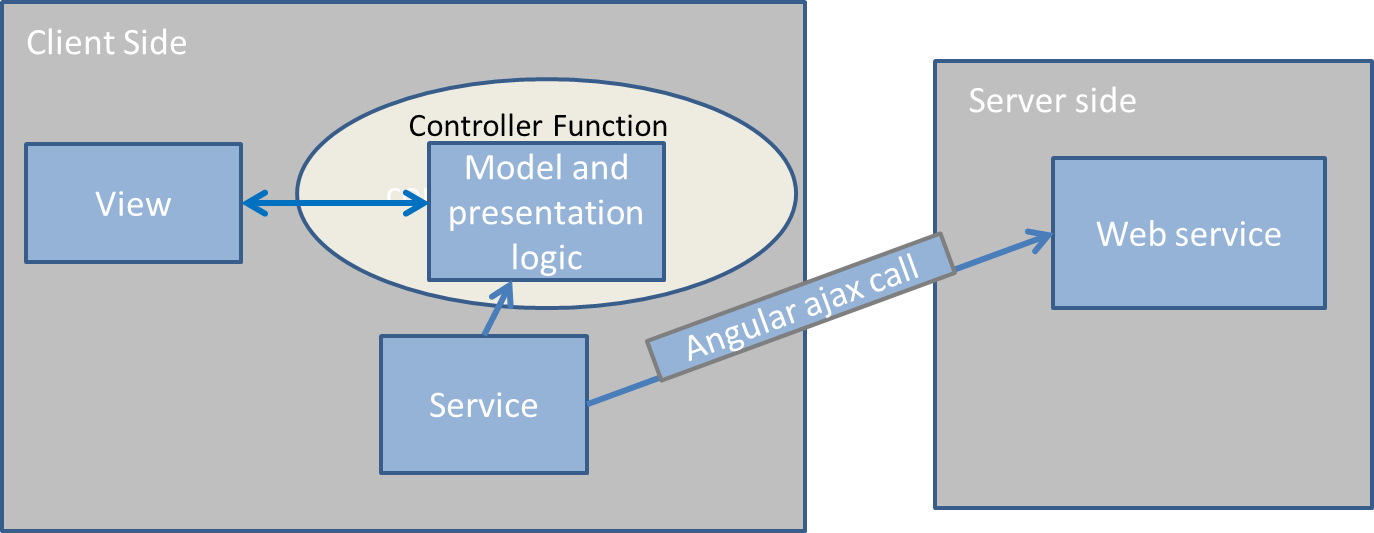 Client Side
Server side
Controller Function
View
Model and
presentation
logic
Web service
Angular ajax call
Service